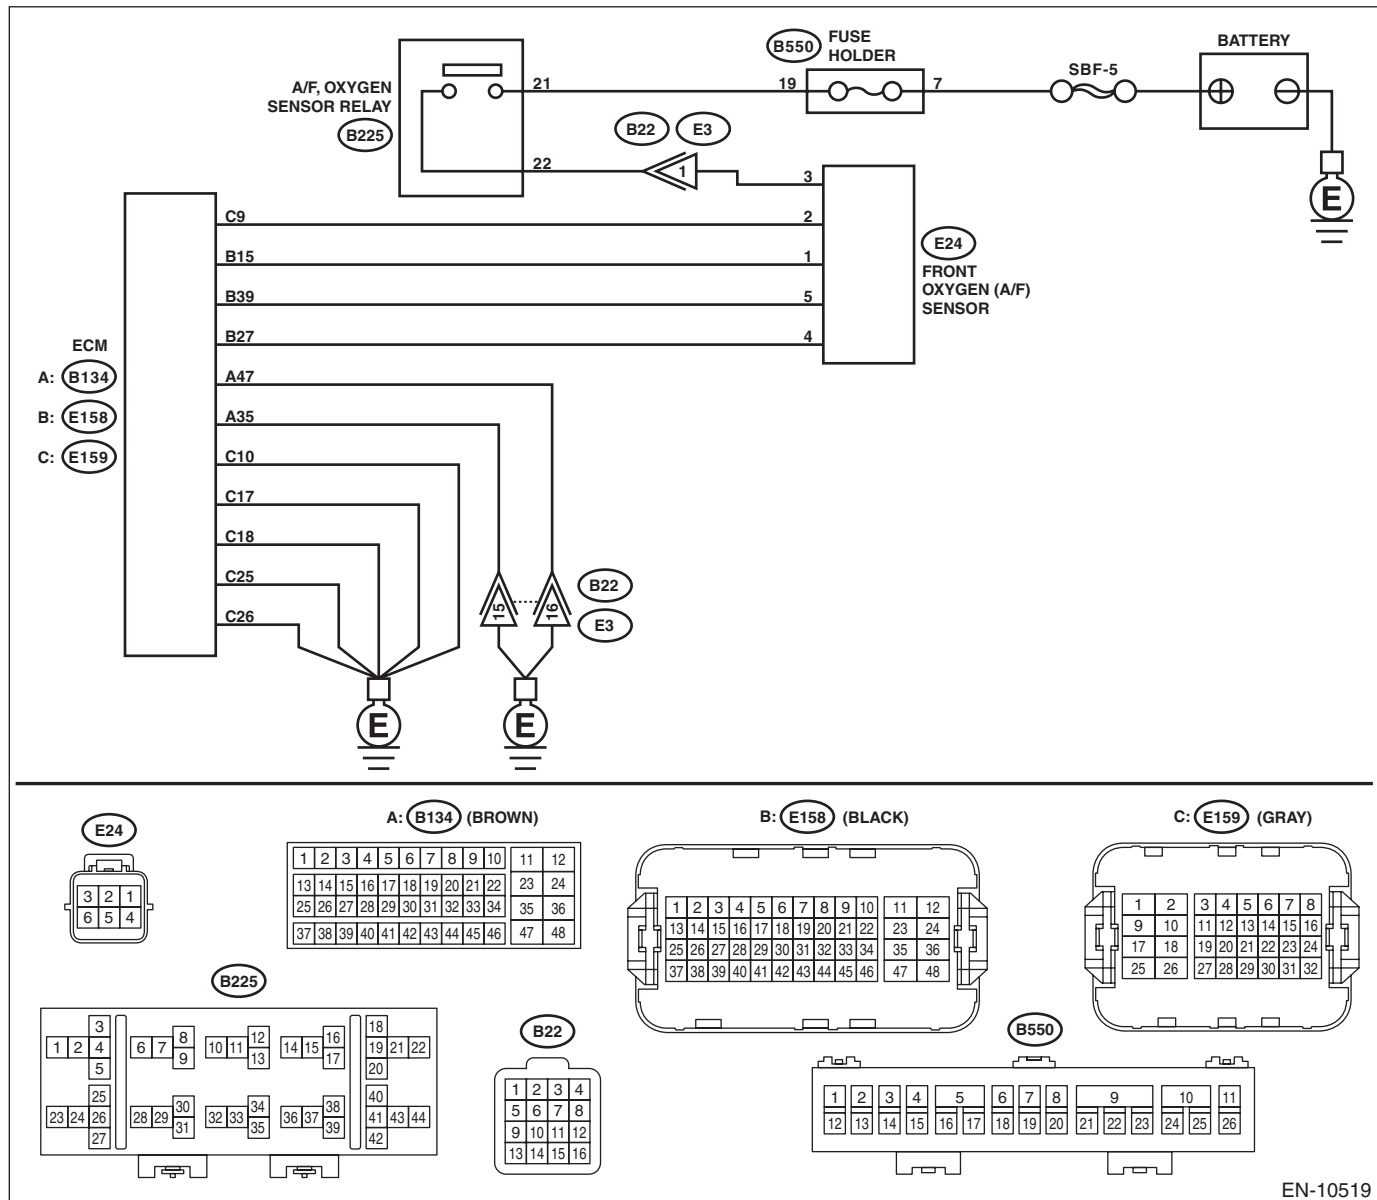 B550 FUSE
HOLDER
BATTERY
SBF-5
A/F, OXYGEN
SENSOR RELAY
B225
21
19
7
B22 E3
22
1
3
C9
2
B15
1
E24
FRONT
OXYGEN (A/F)
SENSOR
B39
5
B27
4
E
ECM
A: B134
B: E158
C: E159
A47
A35
C10
C17
C18
C25
C26
15
16
B22
E3
E
E
E24
3 2 1
6 5 4
A: B134 (BROWN)
1 2 3 4 5 6 7 8 9 10 11 12
13 14 15 16 17 18 19 20 21 22 23 24
25 26 27 28 29 30 31 32 33 34 35 36
37 38 39 40 41 42 43 44 45 46 47 48
B: E158 (BLACK)
1 2 3 4 5 6 7 8 9 10 11 12
13 14 15 16 17 18 19 20 21 22 23 24
25 26 27 28 29 30 31 32 33 34 35 36
37 38 39 40 41 42 43 44 45 46 47 48
C: E159 (GRAY)
1 2 3 4 5 6 7 8
9 10 11 12 13 14 15 16
17 18 19 20 21 22 23 24
25 26 27 28 29 30 31 32
B225
3 8 12 16 18
1 2 4 6 7 10 11 14 15 19 21 22
5 9 13 17 20
25 30 34 38 40
23 24 26 28 29 32 33 36 37 41 43 44
27 31 35 39 42
B22
1 2 3 4
5 6 7 8
9 10 11 12
13 14 15 16
B550
1 2 3 4 5 6 7 8 9 10 11
12 13 14 15 16 17 18 19 20 21 22 23 24 25 26
EN-10519